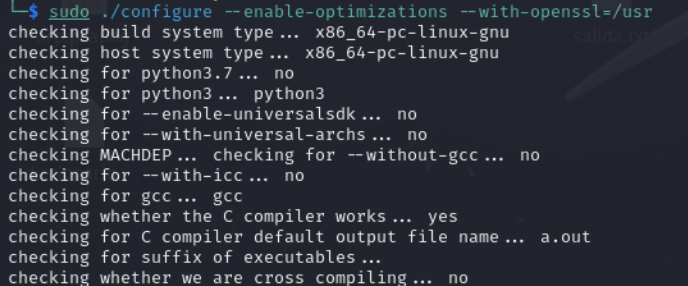 └─$ sudo ./configure --enable-optimizations --with-openssl=/usr
checking build system type... x86_64-pc-linux-gnu
checking host system type... x86_64-pc-linux-gnu
checking for python3.7... no
checking for python3... python3
checking for --enable-universalsdk... no
checking for --with-universal-archs... no
checking MACHDEP... checking for --without-gcc... no
checking for --with-icc... no
checking for gcc... gcc
checking whether the C compiler works... yes
checking for C compiler default output file name... a.out
checking for suffix of executables...
checking whether we are cross compiling... no
salida.txt